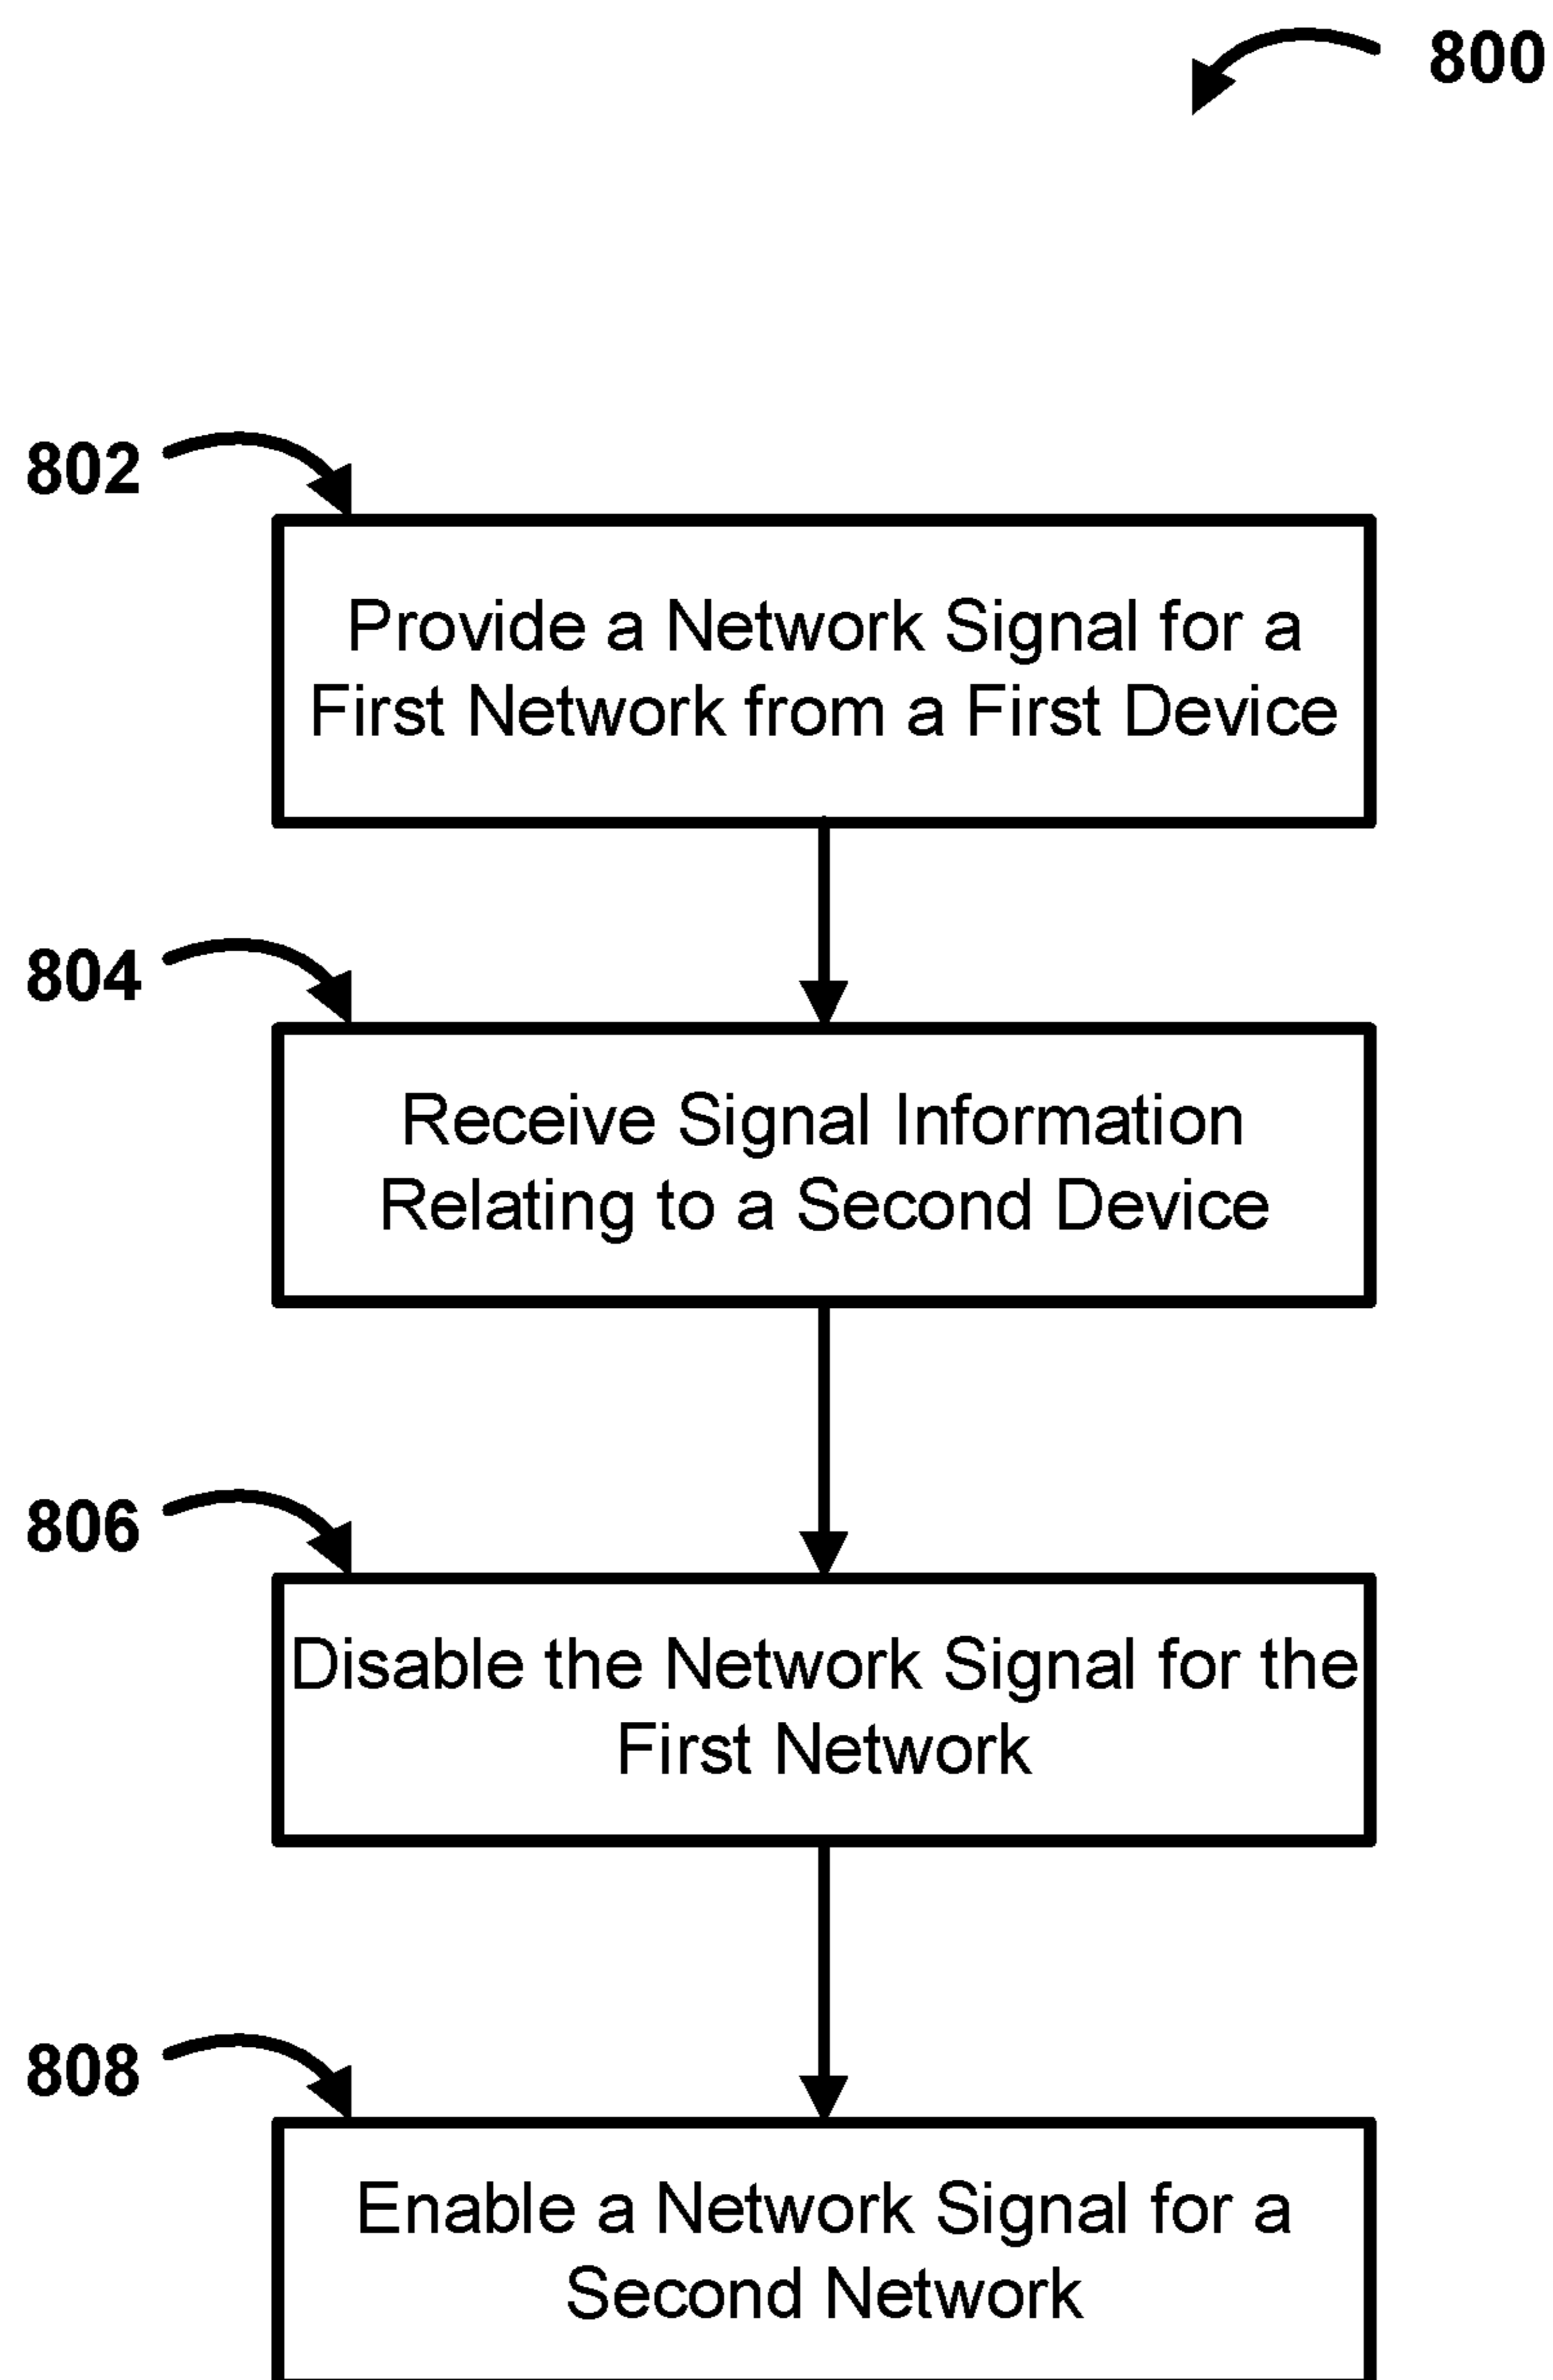 800
802
Provide a Network Signal for a
First Network from a First Device
804
Receive Signal Information
Relating to a Second Device
806
Disable the Network Signal for the
First Network
808
Enable a Network Signal for a
Second Network